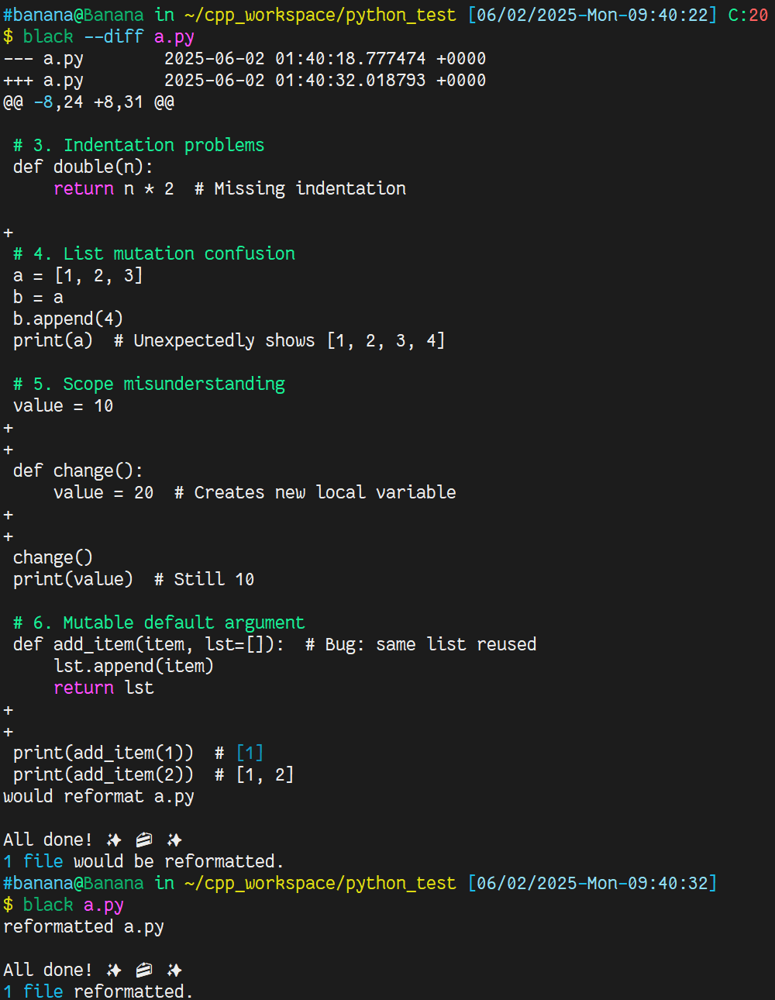 #banana@Banana in ~/cpp_workspace/python_test [06/02/2025-Mon-09:40:22] C:20
$ black --diff a.py
--- a.py        2025-06-02 01:40:18.777474 +0000
+++ a.py        2025-06-02 01:40:32.018793 +0000
@@ -8,24 +8,31 @@

 # 3. Indentation problems
 def double(n):
     return n * 2  # Missing indentation

+
 # 4. List mutation confusion
 a = [1, 2, 3]
 b = a
 b.append(4)
 print(a)  # Unexpectedly shows [1, 2, 3, 4]

 # 5. Scope misunderstanding
 value = 10
+
+
 def change():
     value = 20  # Creates new local variable
+
+
 change()
 print(value)  # Still 10

 # 6. Mutable default argument
 def add_item(item, lst=[]):  # Bug: same list reused
     lst.append(item)
     return lst
+
+
 print(add_item(1))  # [1]
 print(add_item(2))  # [1, 2]
would reformat a.py

All done! ✨ 🍰 ✨
1 file would be reformatted.
#banana@Banana in ~/cpp_workspace/python_test [06/02/2025-Mon-09:40:32]
$ black a.py
reformatted a.py

All done! ✨ 🍰 ✨
1 file reformatted.